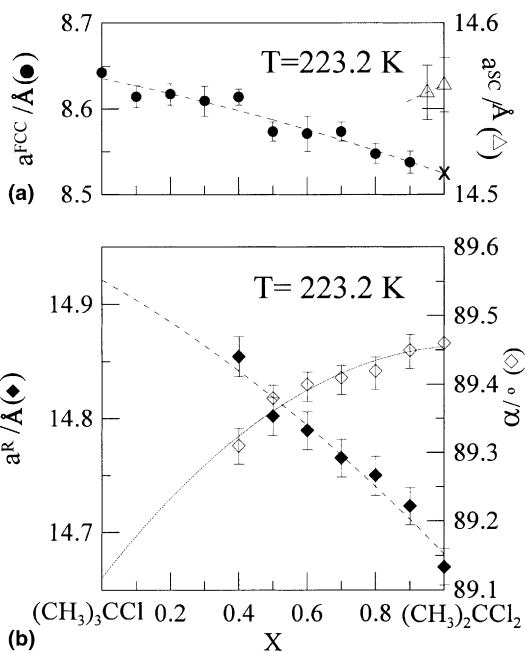 8.7
14.6
T=223.2 K
a^FCC /Å(●)
8.6
a^SC /Å(△)
8.5
14.5
X
(a)
89.6
14.9
T= 223.2 K
89.5
a^R /Å(◆)
89.4
α/º (◇)
14.8
89.3
14.7
89.2
89.1
(CH₃)₃CCl 0.2 0.4 0.6 0.8 (CH₃)₂CCl₂
(b)
X